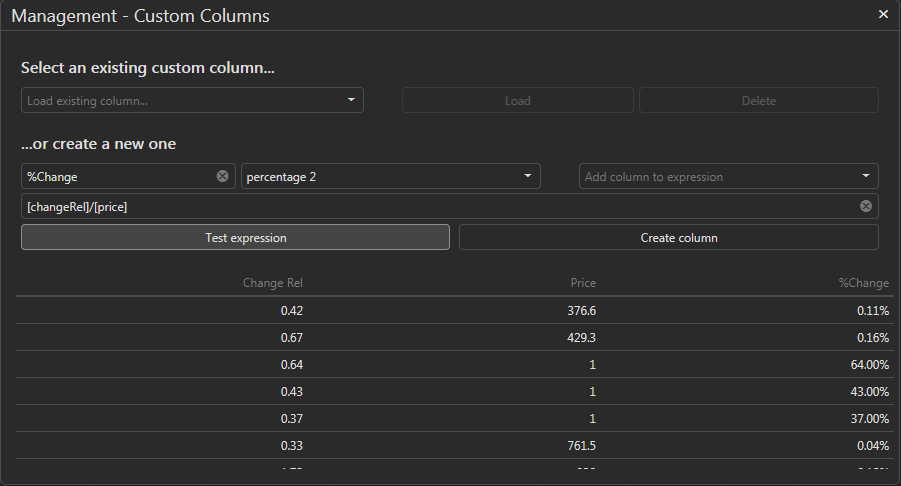 Management - Custom Columns
Select an existing custom column...
Load existing column... Load Delete
...or create a new one
%Change percentage 2 Add column to expression
[changeRel]/[price]
Test expression Create column
Change Rel Price %Change
0.42 376.6 0.11%
0.67 429.3 0.16%
0.64 1 64.00%
0.43 1 43.00%
0.37 1 37.00%
0.33 761.5 0.04%